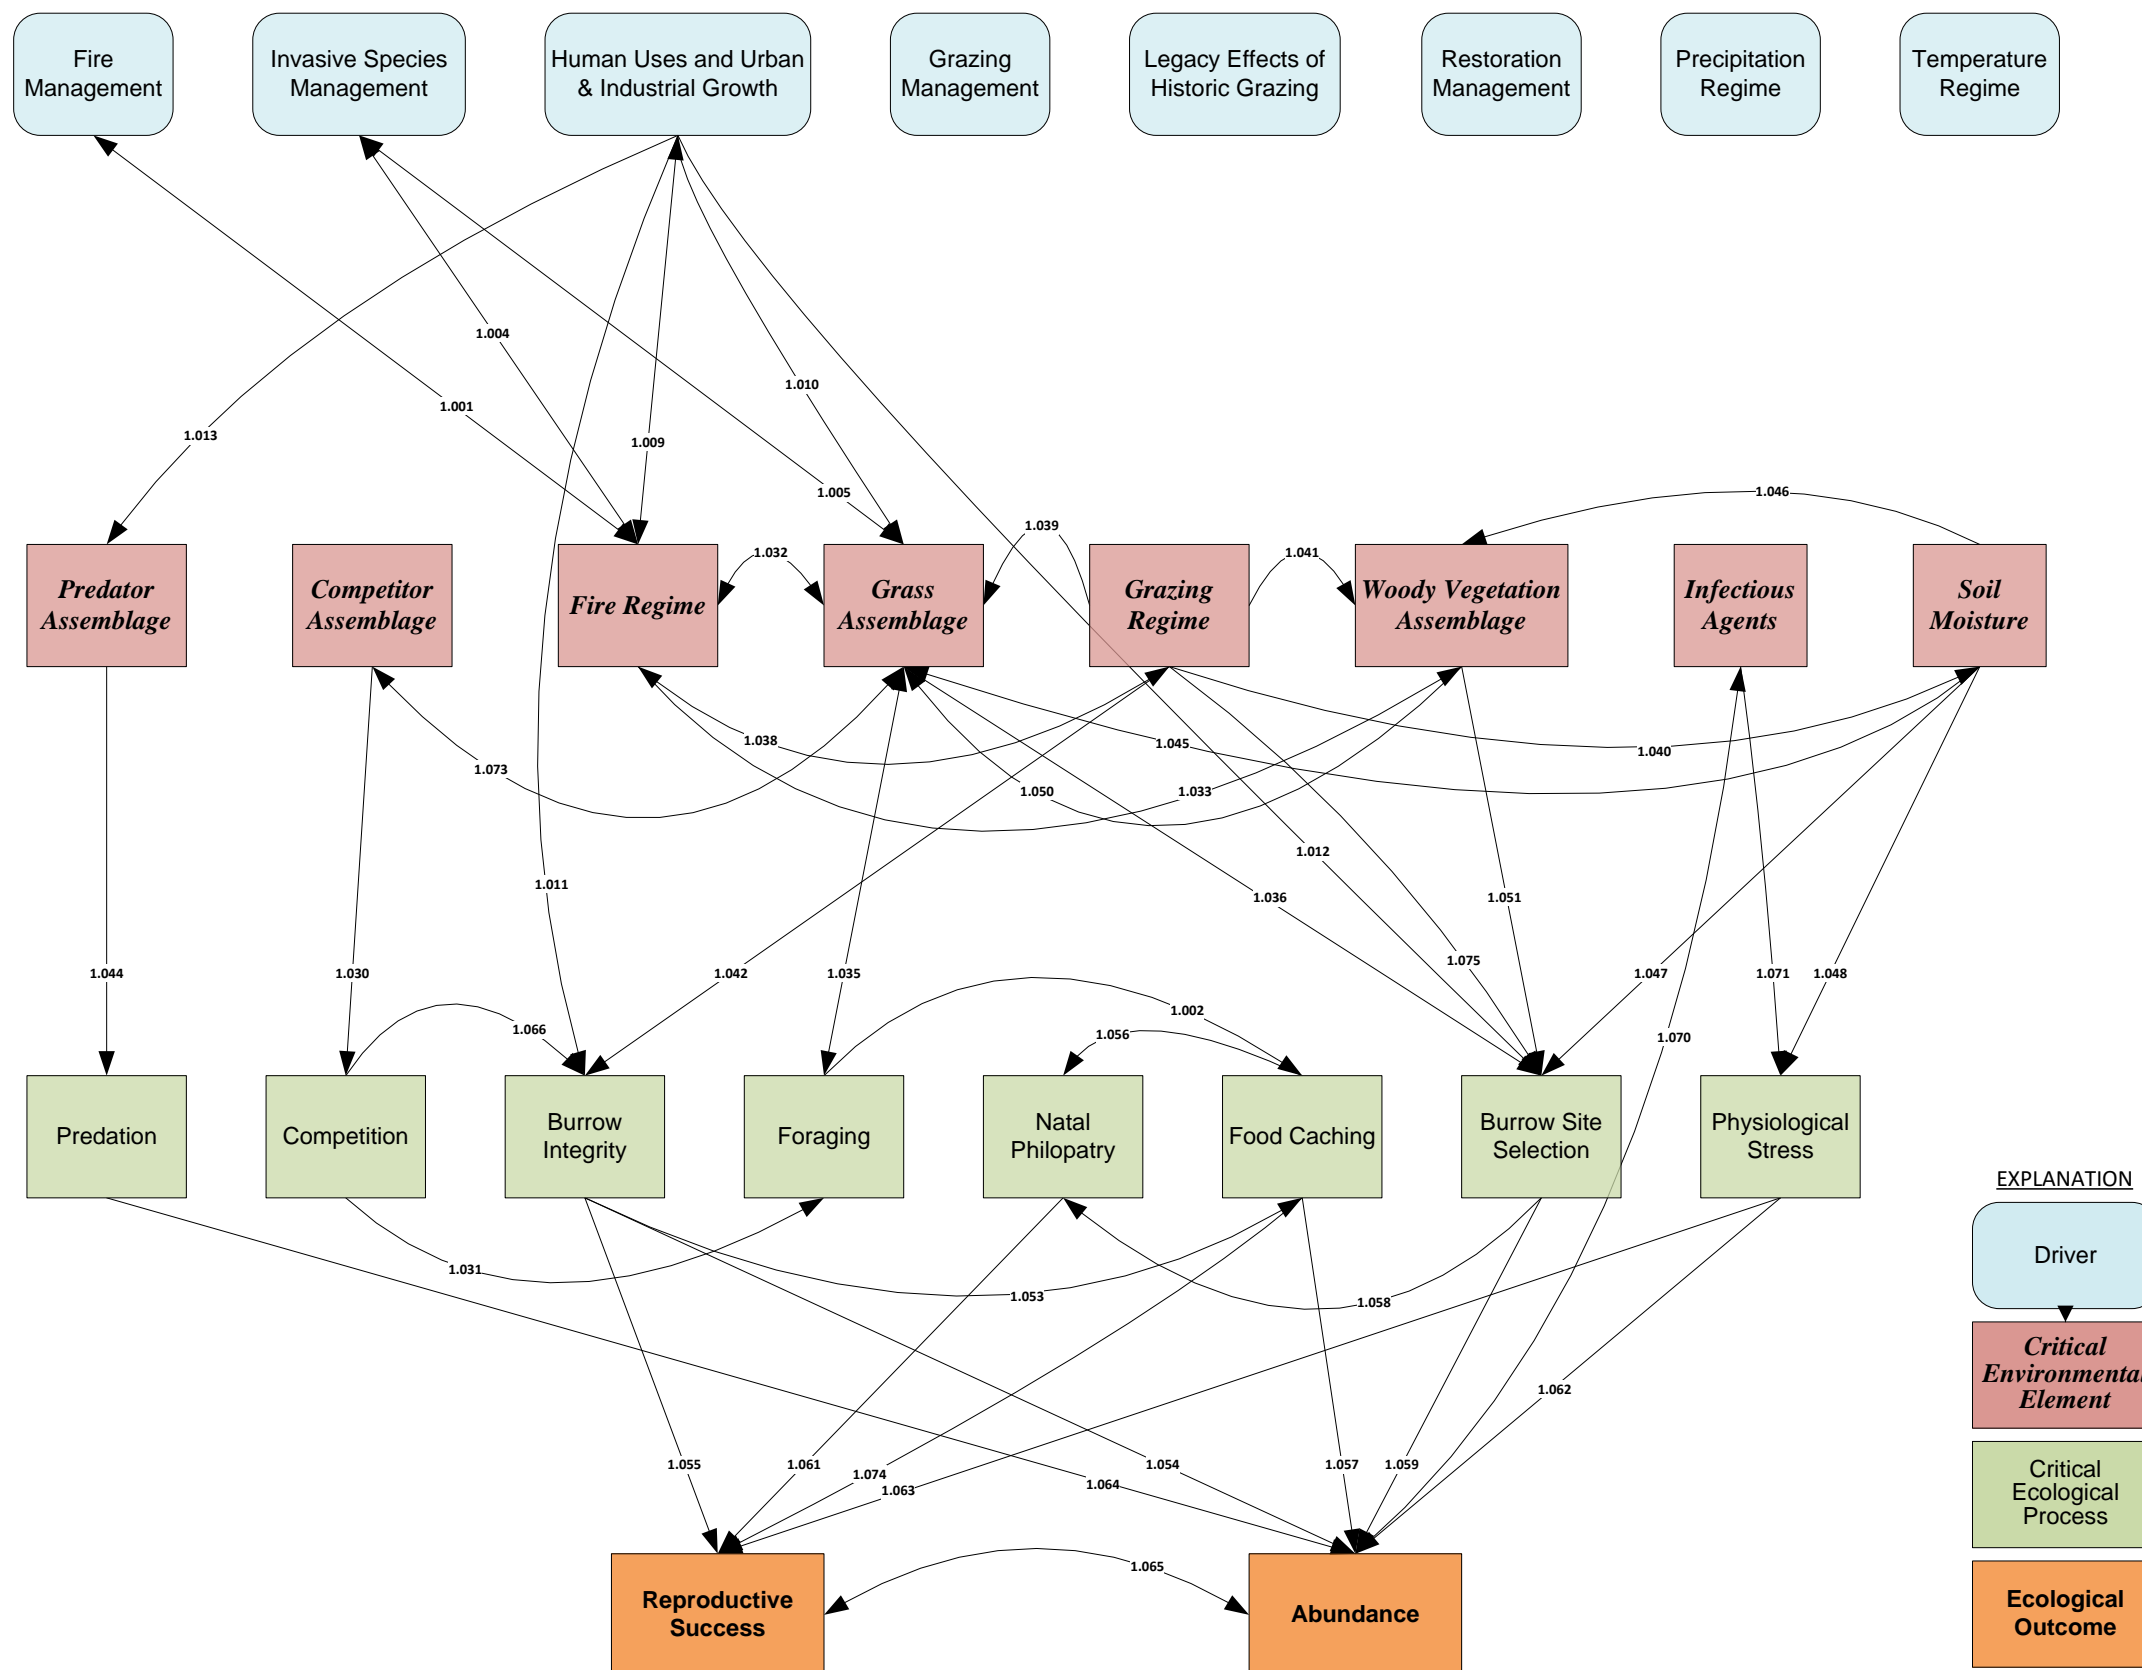 Fire
Management
Invasive Species
Management
Human Uses and Urban
& Industrial Growth
Grazing
Management
Legacy Effects of
Historic Grazing
Restoration
Management
Precipitation
Regime
Temperature
Regime
1.004
1.010
1.001
1.013
1.009
1.005
1.046
1.039
1.032
1.041
Predator
Assemblage
Competitor
Assemblage
Fire Regime
Grass
Assemblage
Grazing
Regime
Woody Vegetation
Assemblage
Infectious
Agents
Soil
Moisture
1.038
1.045
1.040
1.073
1.050
1.033
1.012
1.011
1.036
1.051
1.075
1.044
1.030
1.042
1.035
1.047
1.071
1.048
1.002
1.066
1.056
1.070
Predation
Competition
Burrow
Integrity
Foraging
Natal
Philopatry
Food Caching
Burrow Site
Selection
Physiological
Stress
1.031
1.053
1.058
1.062
1.055
1.061
1.074
1.063
1.054
1.064
1.057
1.059
1.065
Reproductive
Success
Abundance
EXPLANATION
Driver
Critical
Environmental
Element
Critical
Ecological
Process
Ecological
Outcome